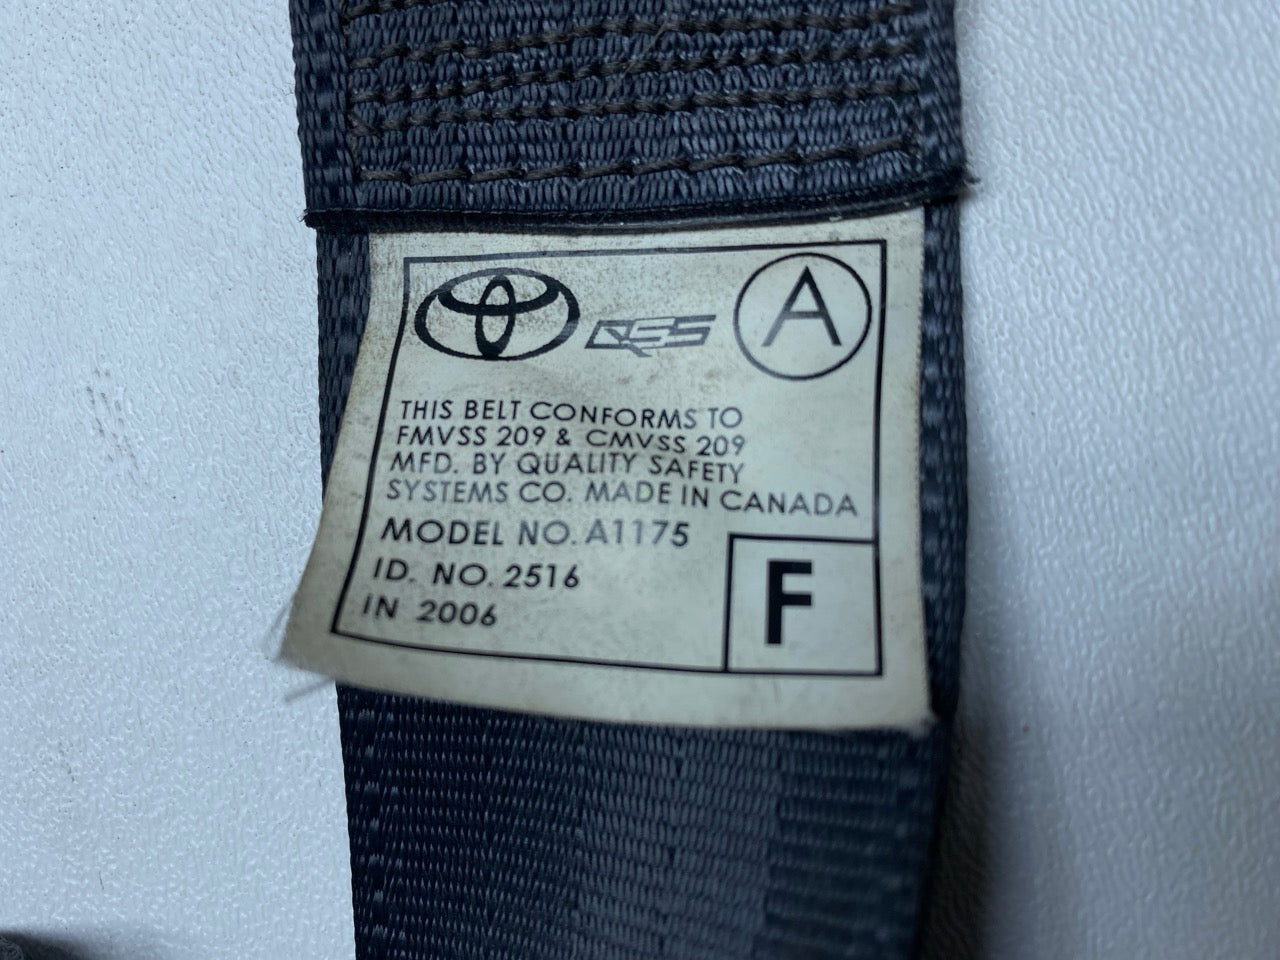 QSS
A
THIS BELT CONFORMS TO
FMVSS 209 & CMVSS 209
MFD. BY QUALITY SAFETY
SYSTEMS CO. MADE IN CANADA
MODEL NO. A1175
ID. NO. 2516
IN 2006
F